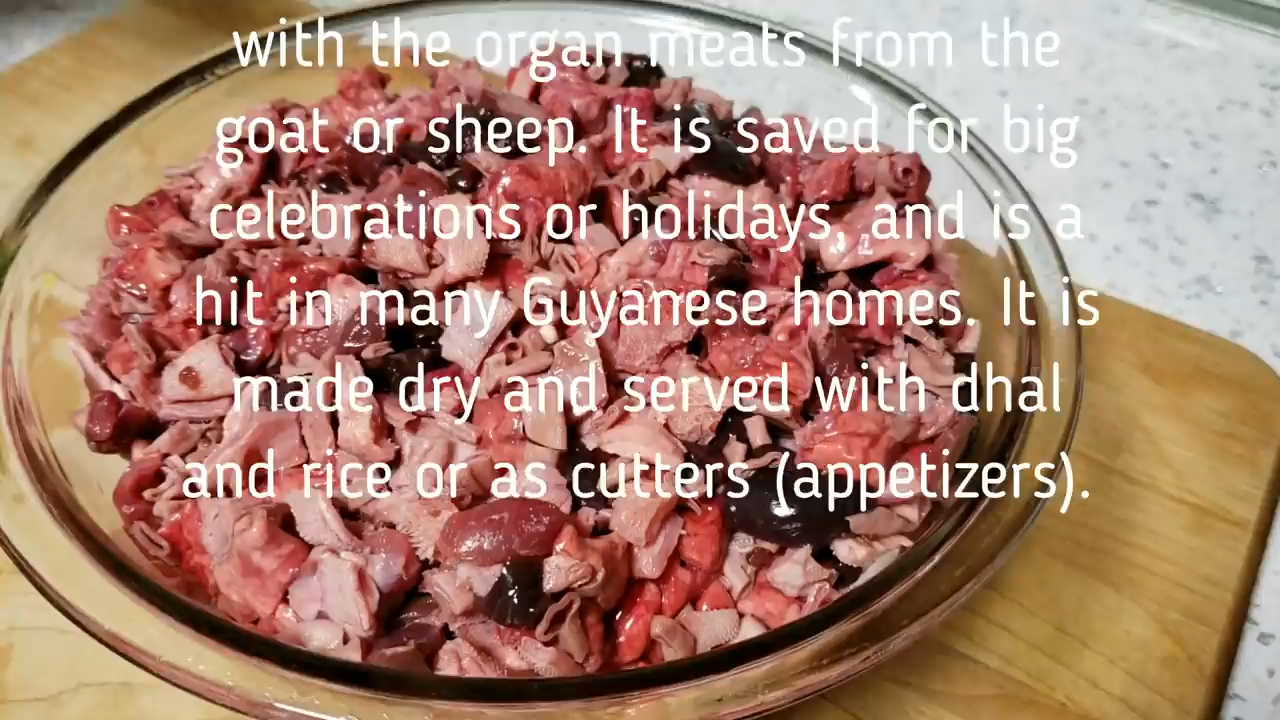 with the organ meats from the
goat or sheep. It is saved for big
celebrations or holidays, and is a
hit in many Guyanese homes. It is
made dry and served with dhal
and rice or as cutters (appetizers).